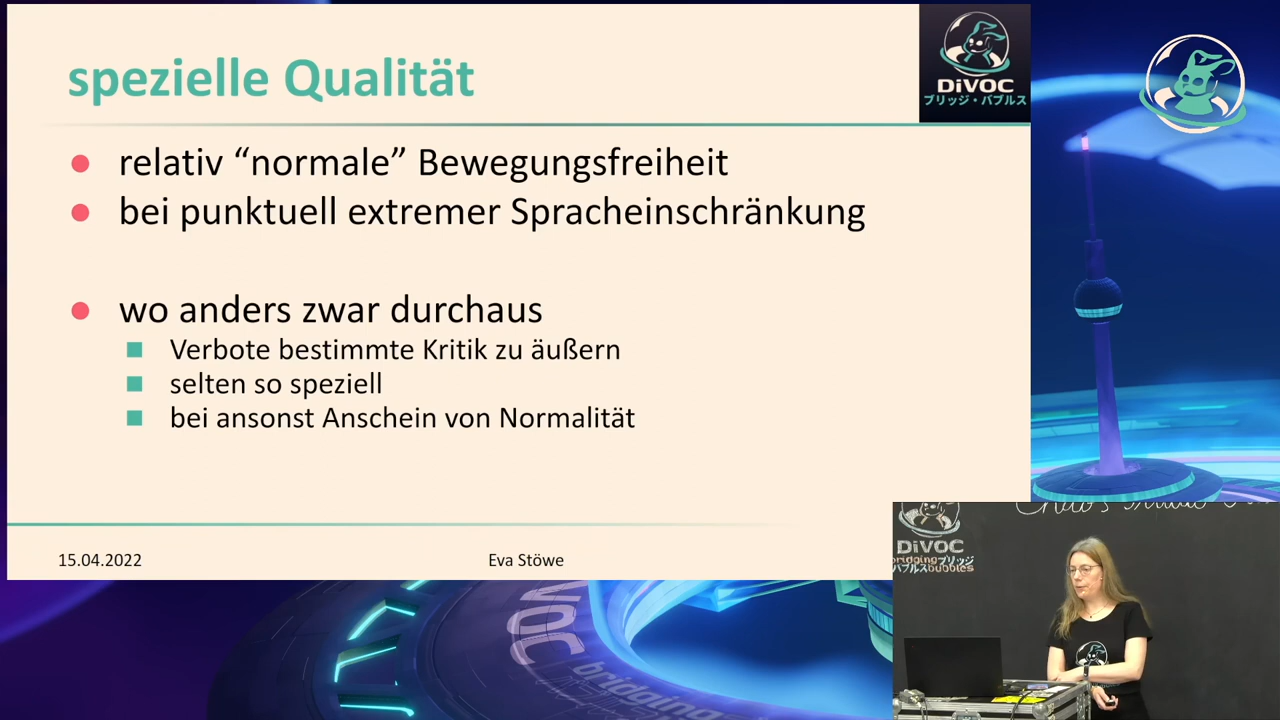 spezielle Qualität
DiVOC
ブリッジ・バブルス
relativ “normale” Bewegungsfreiheit
bei punktuell extremer Spracheinschränkung
wo anders zwar durchaus
Verbote bestimmte Kritik zu äußern
selten so speziell
bei ansonst Anschein von Normalität
15.04.2022
Eva Stöwe
DiVOC
bridgingブリッジ
バブルスbubbles
VOC
bridging